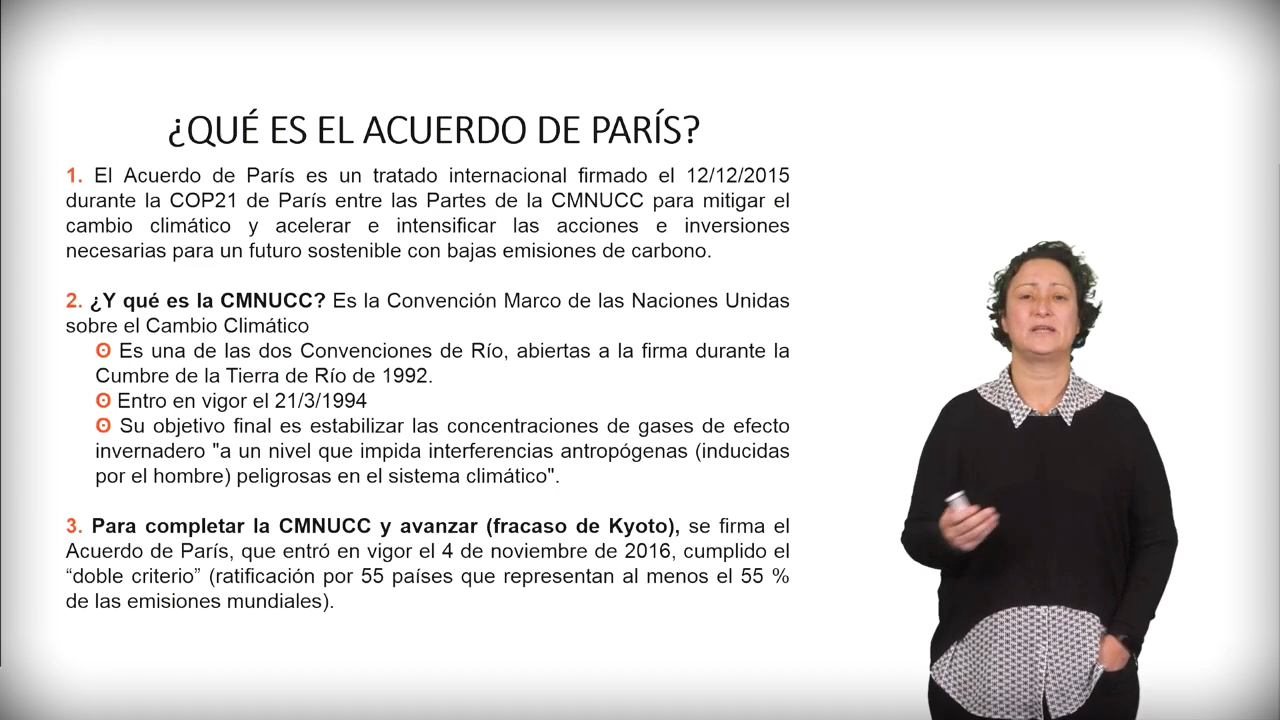 ¿QUÉ ES EL ACUERDO DE PARÍS?
1. El Acuerdo de París es un tratado internacional firmado el 12/12/2015
durante la COP21 de París entre las Partes de la CMNUCC para mitigar el
cambio climático y acelerar e intensificar las acciones e inversiones
necesarias para un futuro sostenible con bajas emisiones de carbono.
2. ¿Y qué es la CMNUCC? Es la Convención Marco de las Naciones Unidas
sobre el Cambio Climático
ʘ Es una de las dos Convenciones de Río, abiertas a la firma durante la
Cumbre de la Tierra de Río de 1992.
ʘ Entro en vigor el 21/3/1994
ʘ Su objetivo final es estabilizar las concentraciones de gases de efecto
invernadero "a un nivel que impida interferencias antropógenas (inducidas
por el hombre) peligrosas en el sistema climático".
3. Para completar la CMNUCC y avanzar (fracaso de Kyoto), se firma el
Acuerdo de París, que entró en vigor el 4 de noviembre de 2016, cumplido el
“doble criterio” (ratificación por 55 países que representan al menos el 55 %
de las emisiones mundiales).